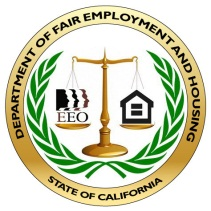 DEPARTMENT OF FAIR EMPLOYMENT AND HOUSING
EEO
STATE OF CALIFORNIA